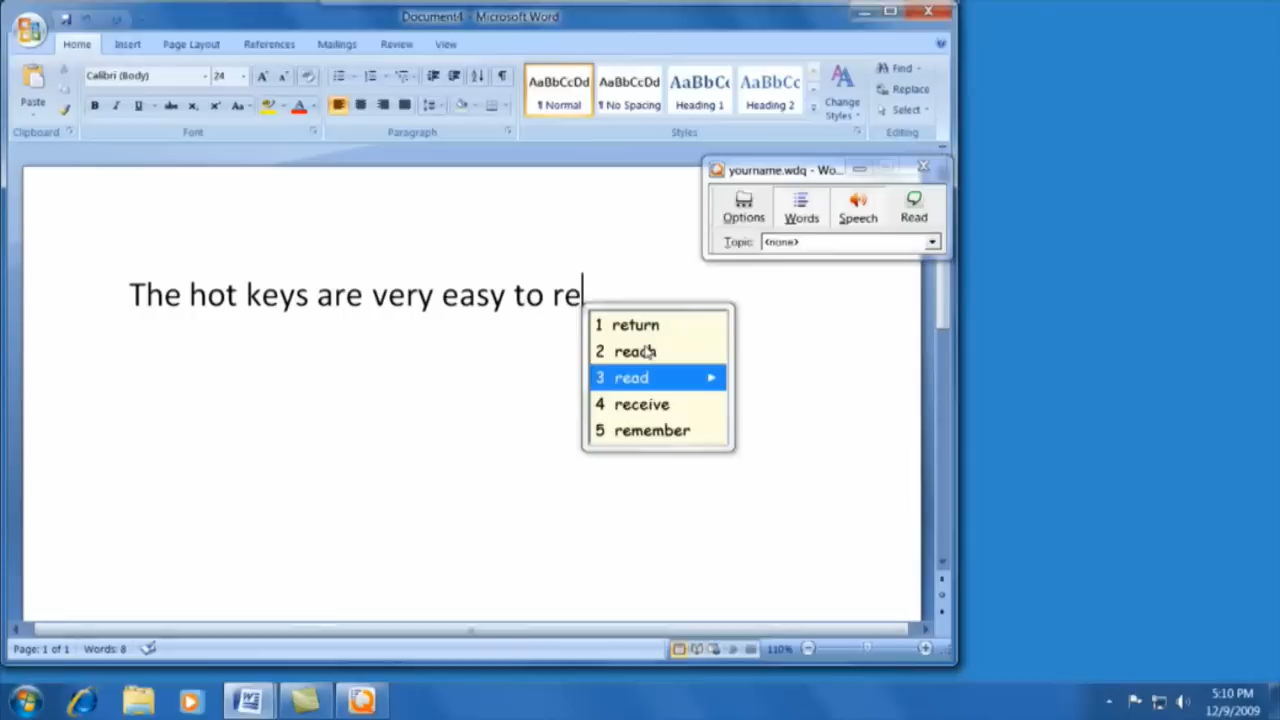 Document4 - Microsoft Word
Home Insert Page Layout References Mailings Review View
Paste
Calibri (Body) 24
AaBbCcDd AaBbCcDd AaBbC AaBbCc
¶ Normal ¶ No Spacing Heading 1 Heading 2
Change
Styles
Find
Replace
Select
Clipboard Font Paragraph Styles Editing
yourname.wdq - Wo...
Options Words Speech Read
Topic: <none>
The hot keys are very easy to re
1 return
2 reach
3 read
4 receive
5 remember
Page: 1 of 1 Words: 8 110%
5:10 PM
12/9/2009